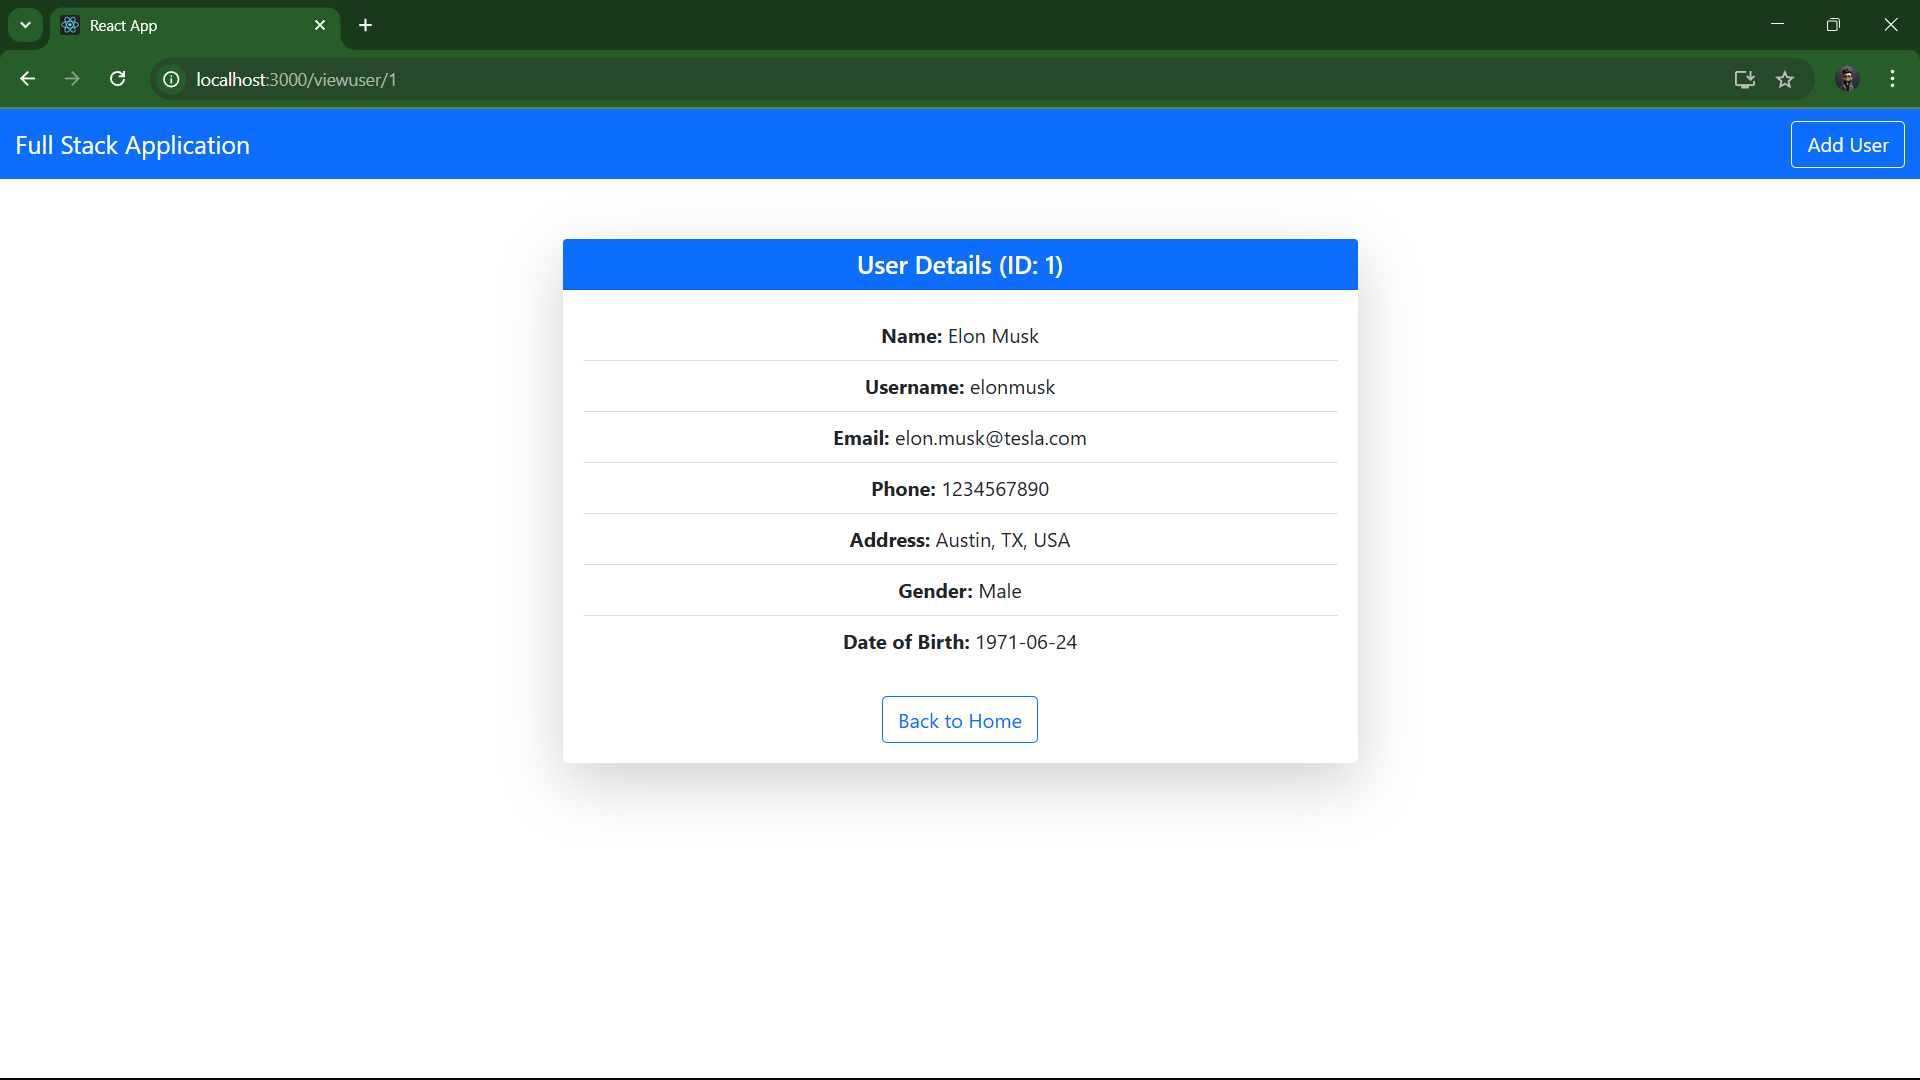 React App
localhost:3000/viewuser/1
Full Stack Application
Add User
User Details (ID: 1)
Name: Elon Musk
Username: elonmusk
Email: elon.musk@tesla.com
Phone: 1234567890
Address: Austin, TX, USA
Gender: Male
Date of Birth: 1971-06-24
Back to Home